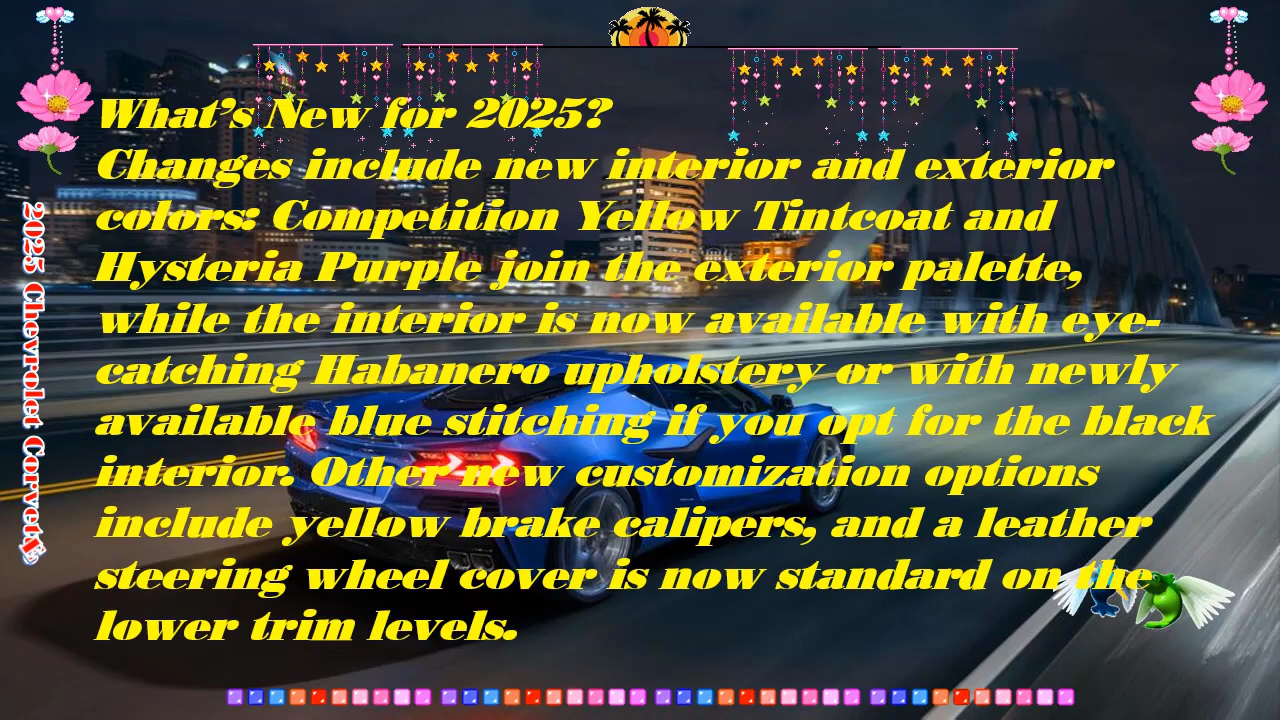 What's New for 2025?
Changes include new interior and exterior
colors: Competition Yellow Tintcoat and
Hysteria Purple join the exterior palette,
while the interior is now available with eye-
catching Habanero upholstery or with newly
available blue stitching if you opt for the black
interior. Other new customization options
include yellow brake calipers, and a leather
steering wheel cover is now standard on the
lower trim levels.
2025 Chevrolet Corvette